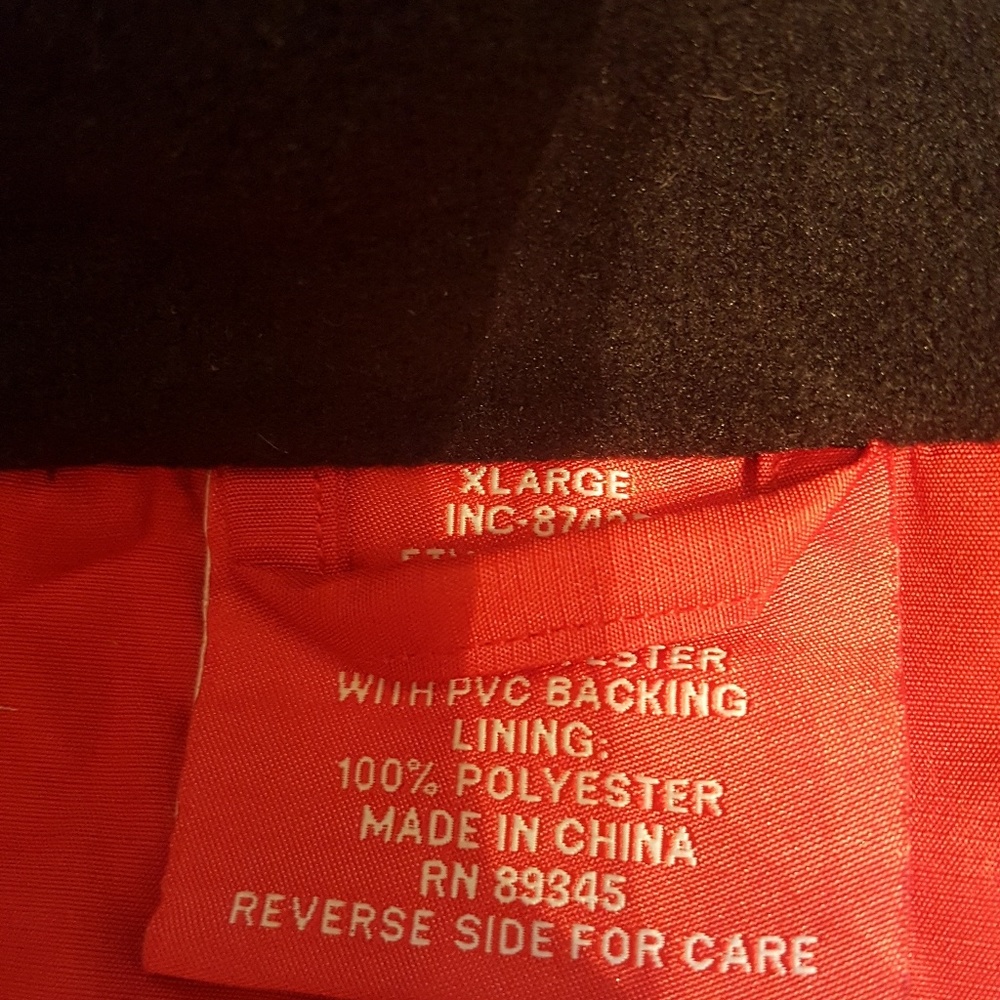 XLARGE
WITH PVC BACKING
LINING:
100% POLYESTER
MADE IN CHINA
RN 89345
REVERSE SIDE FOR CARE